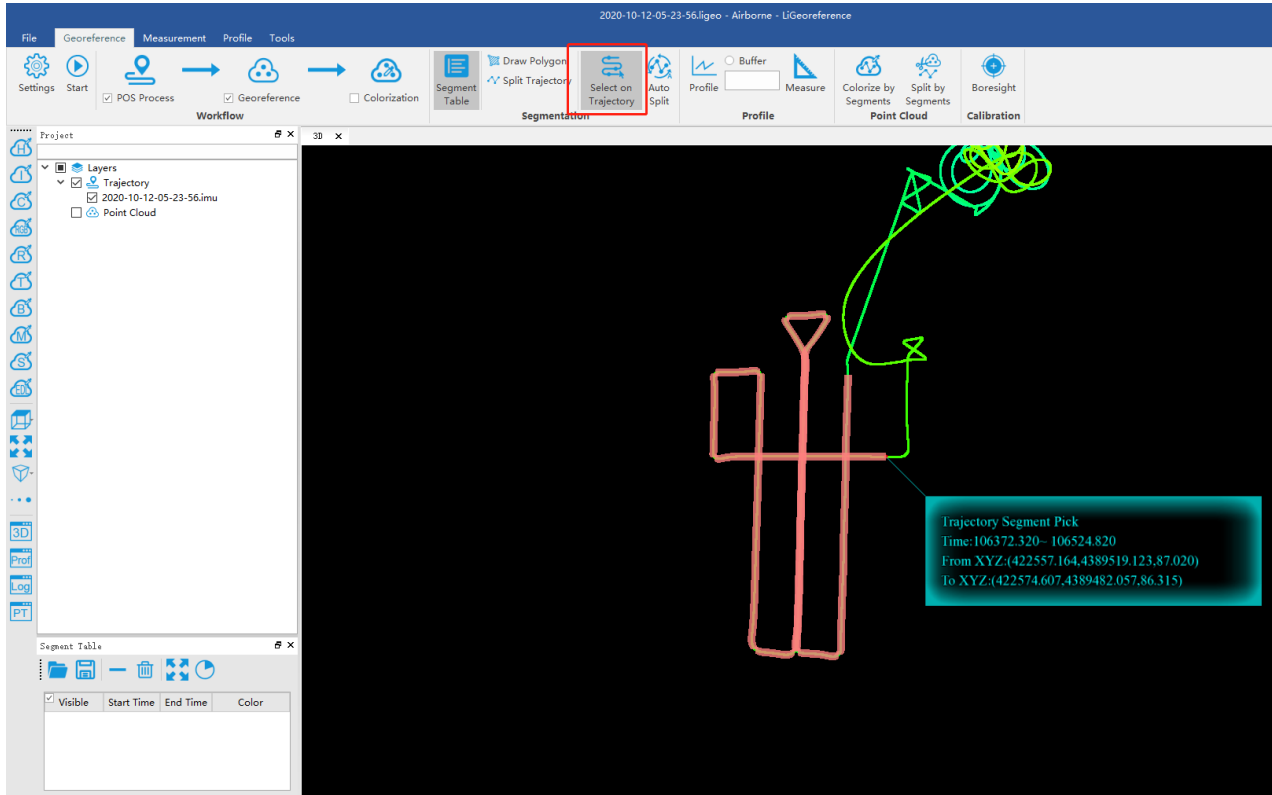 2020-10-12-05-23-56.ligeo - Airborne - LiGeoreference
File Georeference Measurement Profile Tools
Settings
Start
POS Process
Georeference
Colorization
Workflow
Segment
Table
Draw Polygon
Split Trajectory
Select on
Trajectory
Auto
Split
Segmentation
Profile
Buffer
Measure
Profile
Colorize by
Segments
Split by
Segments
Point Cloud
Boresight
Calibration
Project
3D
Layers
Trajectory
2020-10-12-05-23-56.imu
Point Cloud
H
I
C
RGB
R
T
B
M
S
EDL
3D
Prof
Log
PT
Trajectory Segment Pick
Time:106372.320~ 106524.820
From XYZ:(422557.164,4389519.123,87.020)
To XYZ:(422574.607,4389482.057,86.315)
Segment Table
Visible Start Time End Time Color